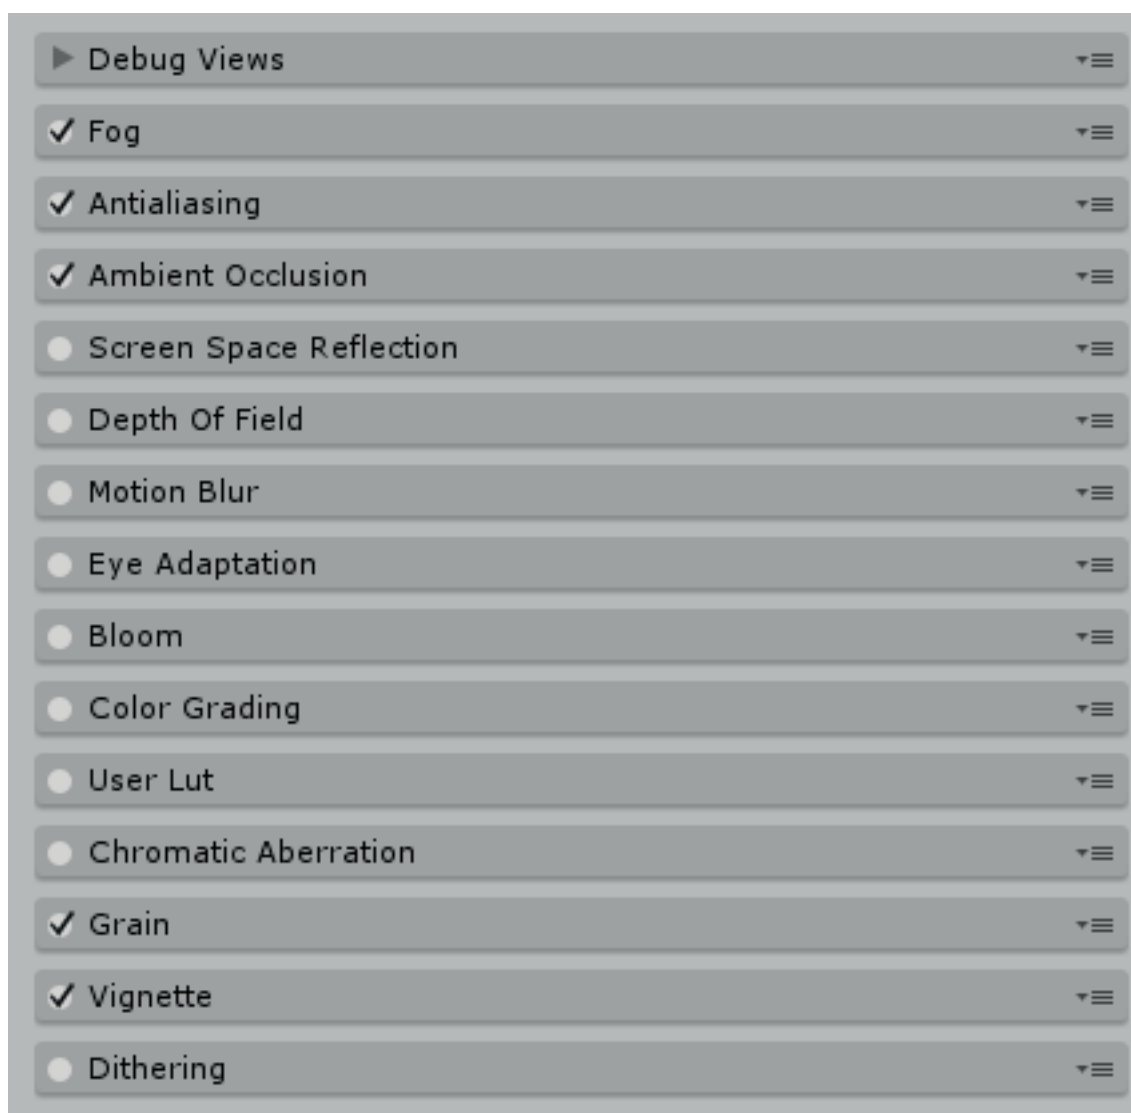 Debug Views
Fog
Antialiasing
Ambient Occlusion
Screen Space Reflection
Depth Of Field
Motion Blur
Eye Adaptation
Bloom
Color Grading
User Lut
Chromatic Aberration
Grain
Vignette
Dithering